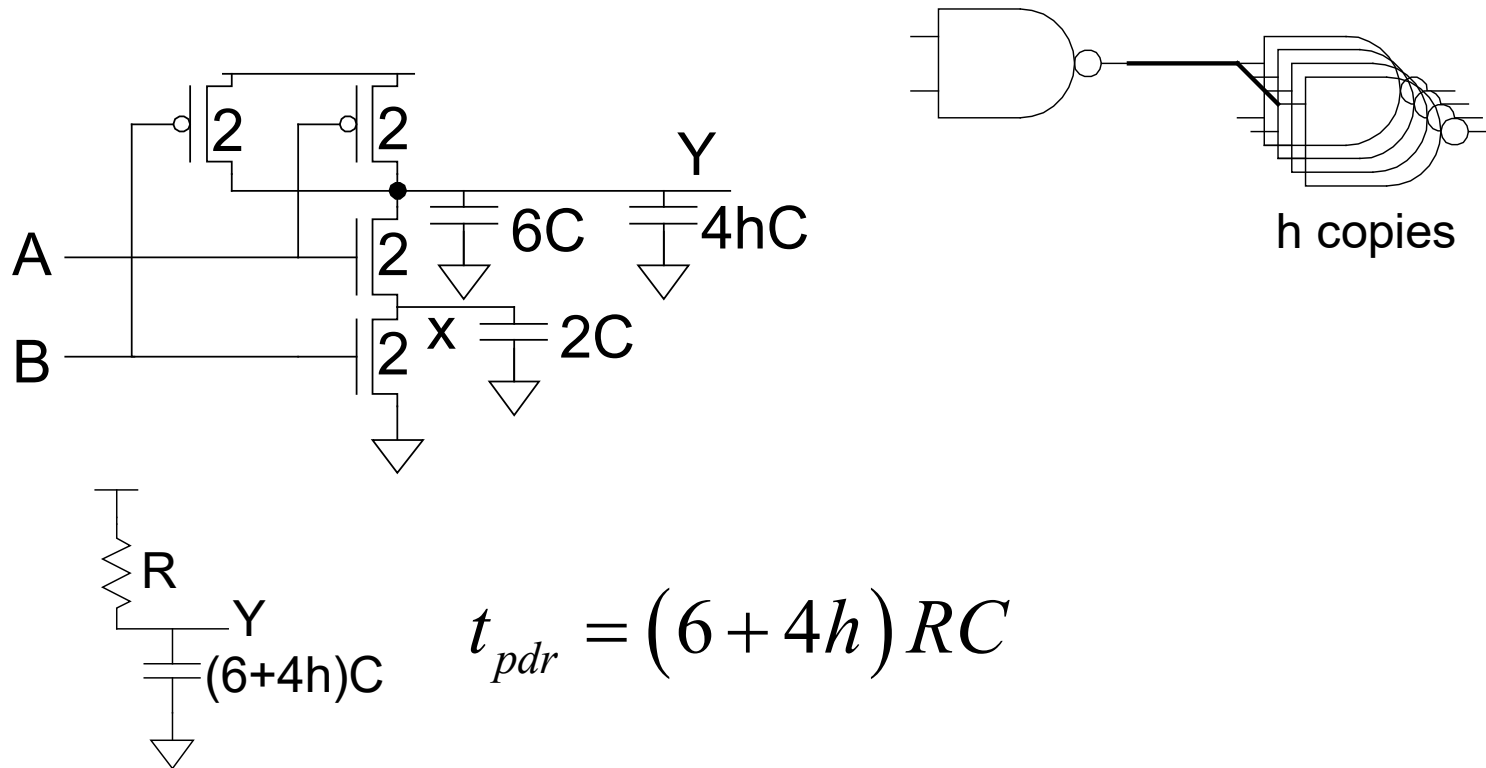 2
2
Y
6C
4hC
A
2
x
2C
B
2
h copies
R
Y
(6+4h)C
t_pdr = (6 + 4h) RC